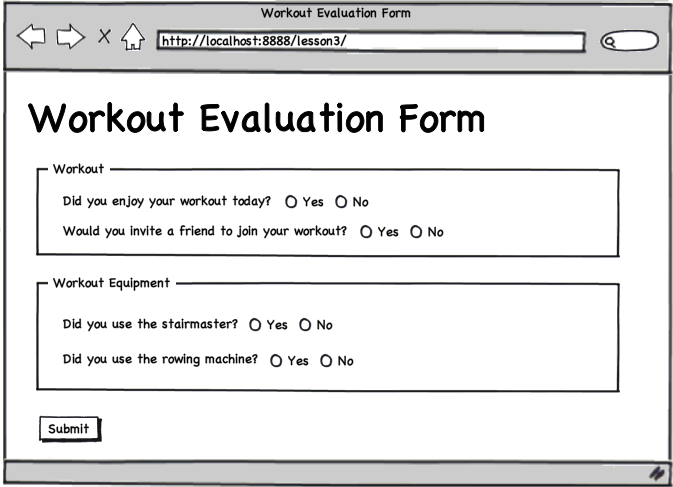 Workout Evaluation Form
http://localhost:8888/lesson3/
Workout Evaluation Form
Workout
Did you enjoy your workout today? Yes No
Would you invite a friend to join your workout? Yes No
Workout Equipment
Did you use the stairmaster? Yes No
Did you use the rowing machine? Yes No
Submit